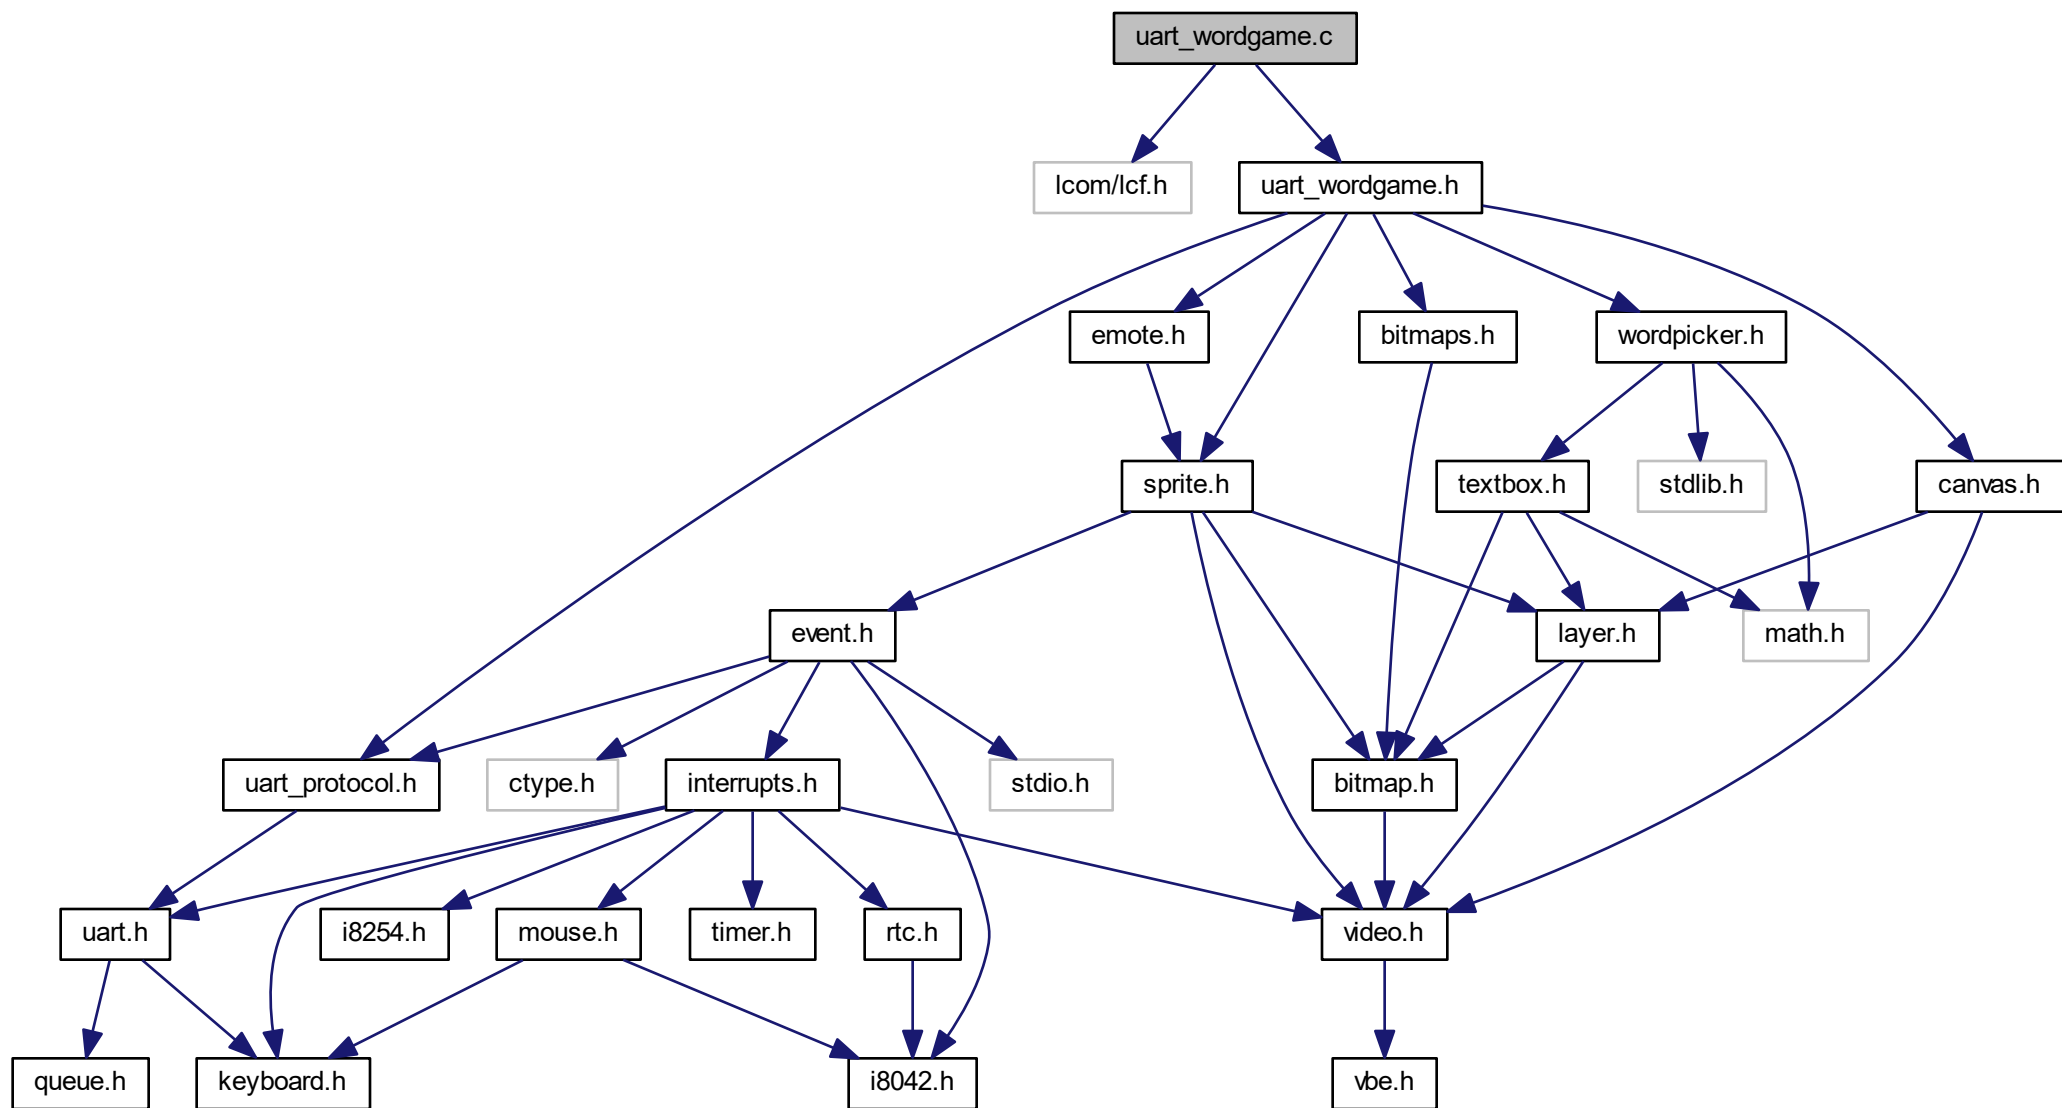 uart_wordgame.c
lcom/lcf.h
uart_wordgame.h
emote.h
bitmaps.h
wordpicker.h
sprite.h
textbox.h
stdlib.h
canvas.h
event.h
layer.h
math.h
uart_protocol.h
ctype.h
interrupts.h
stdio.h
bitmap.h
uart.h
i8254.h
mouse.h
timer.h
rtc.h
video.h
queue.h
keyboard.h
i8042.h
vbe.h